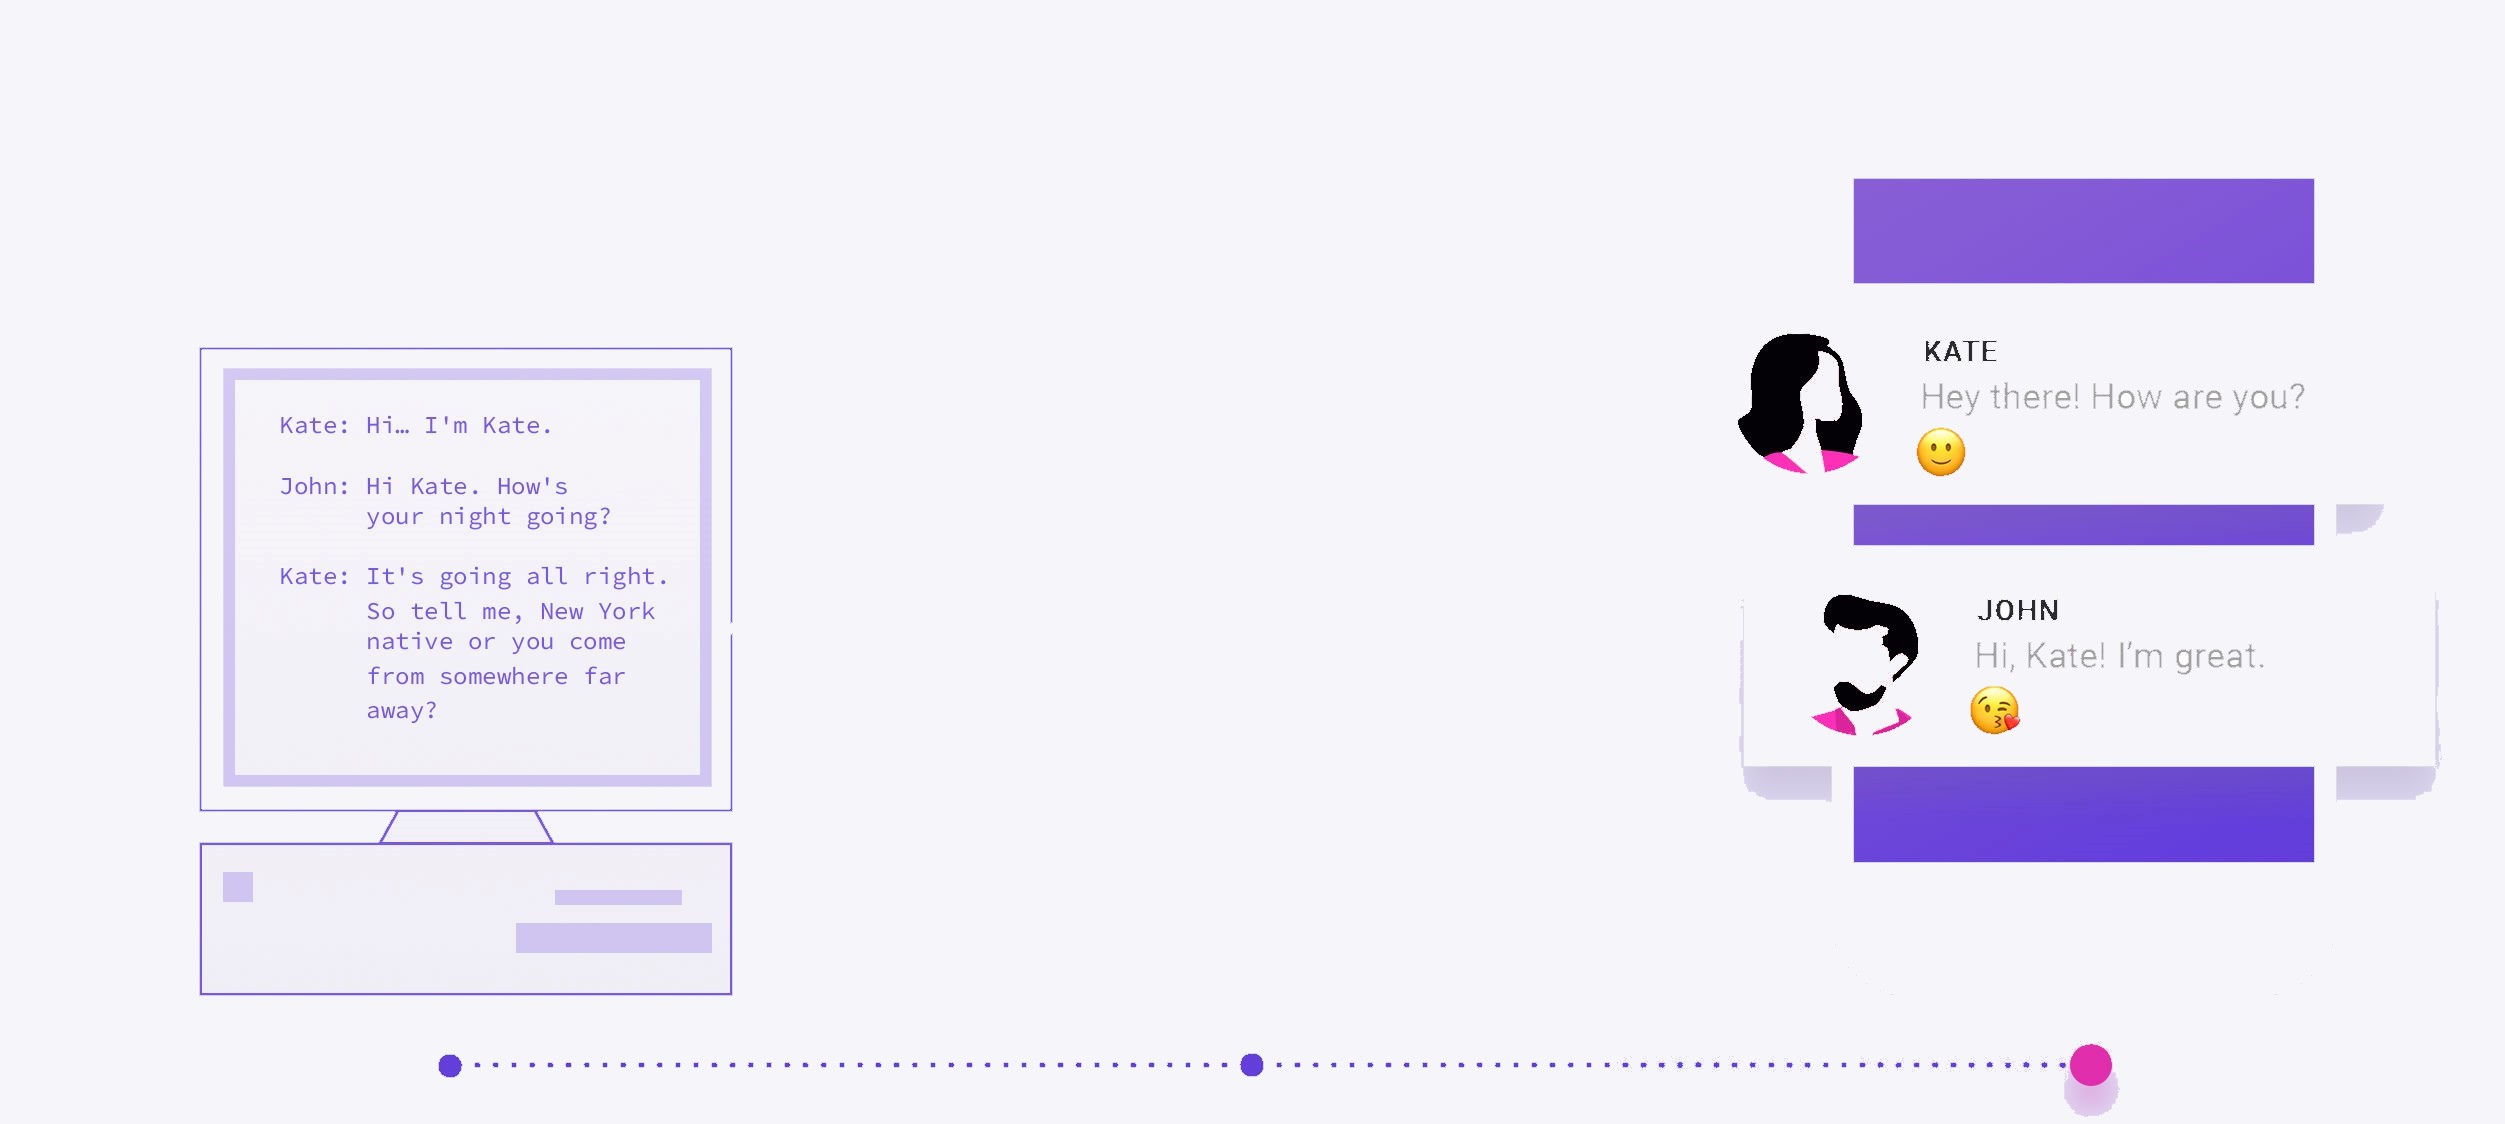 Kate: Hi… I'm Kate.
John: Hi Kate. How's
your night going?
Kate: It's going all right.
So tell me, New York
native or you come
from somewhere far
away?
KATE
Hey there! How are you?
🙂
JOHN
Hi, Kate! I’m great.
😘